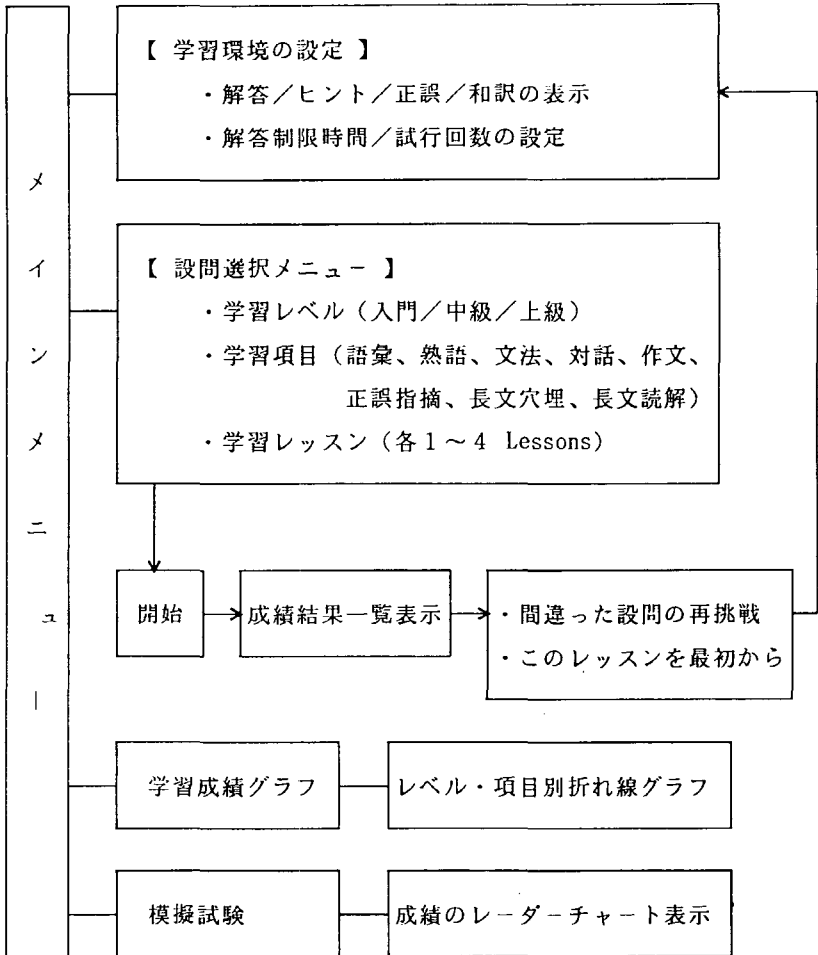 メインメニュー
【 学習環境の設定 】
・解答／ヒント／正誤／和訳の表示
・解答制限時間／試行回数の設定
【 設問選択メニュー 】
・学習レベル（入門／中級／上級）
・学習項目（語彙、熟語、文法、対話、作文、
正誤指摘、長文穴埋、長文読解）
・学習レッスン（各１～４ Lessons）
開始
成績結果一覧表示
・間違った設問の再挑戦
・このレッスンを最初から
学習成績グラフ
レベル・項目別折れ線グラフ
模擬試験
成績のレーダーチャート表示